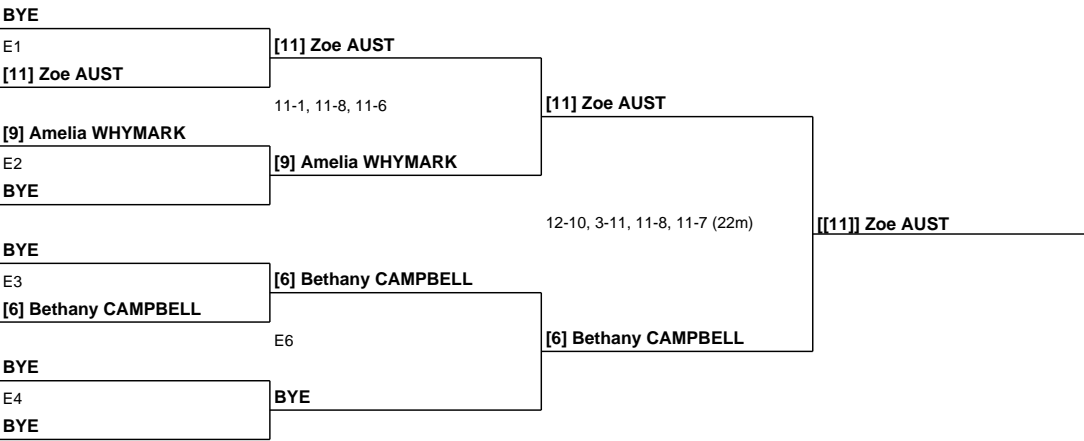 BYE
E1
[11] Zoe AUST
[11] Zoe AUST
11-1, 11-8, 11-6
[11] Zoe AUST
[9] Amelia WHYMARK
E2
[9] Amelia WHYMARK
BYE
12-10, 3-11, 11-8, 11-7 (22m)
[[11]] Zoe AUST
BYE
E3
[6] Bethany CAMPBELL
[6] Bethany CAMPBELL
E6
[6] Bethany CAMPBELL
BYE
E4
BYE
BYE